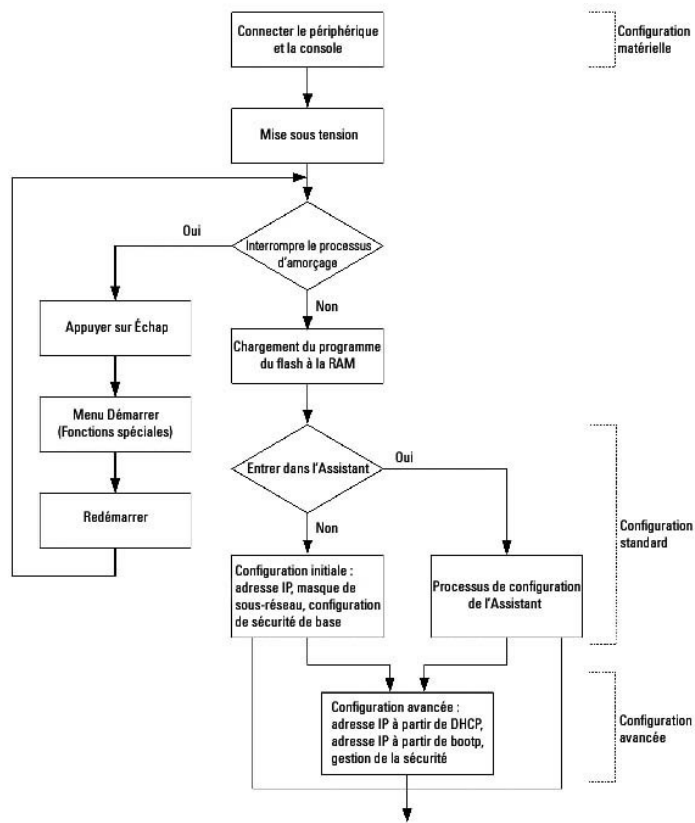 Connecter le périphérique
et la console
Configuration
matérielle
Mise sous tension
Oui
Interrompre le processus
d'amorçage
Non
Appuyer sur Échap
Chargement du programme
du flash à la RAM
Menu Démarrer
(Fonctions spéciales)
Entrer dans l'Assistant
Oui
Redémarrer
Non
Configuration
standard
Configuration initiale :
adresse IP, masque de
sous-réseau, configuration
de sécurité de base
Processus de configuration
de l'Assistant
Configuration avancée :
adresse IP à partir de DHCP,
adresse IP à partir de bootp,
gestion de la sécurité
Configuration
avancée